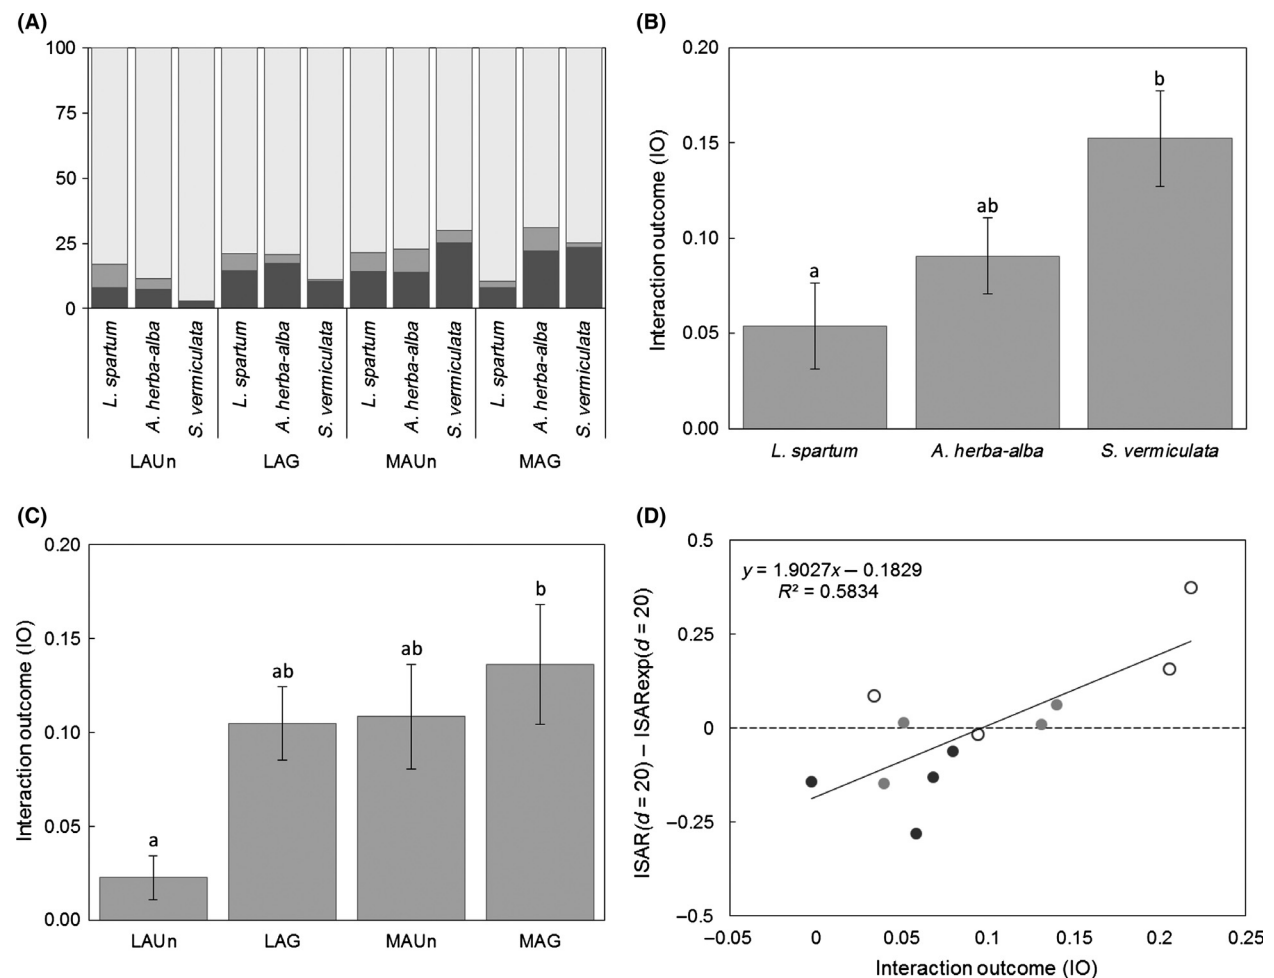 (A)
100
75
50
25
0
L. spartum
A. herba-alba
S. vermiculata
L. spartum
A. herba-alba
S. vermiculata
L. spartum
A. herba-alba
S. vermiculata
L. spartum
A. herba-alba
S. vermiculata
LAUn
LAG
MAUn
MAG
(B)
Interaction outcome (IO)
0.20
0.15
0.10
0.05
0.00
a
ab
b
L. spartum
A. herba-alba
S. vermiculata
(C)
Interaction outcome (IO)
0.20
0.15
0.10
0.05
0.00
a
ab
ab
b
LAUn
LAG
MAUn
MAG
(D)
ISAR(d = 20) – ISARexp(d = 20)
0.5
0.25
0
–0.25
–0.5
y = 1.9027x – 0.1829
R² = 0.5834
–0.05
0
0.05
0.1
0.15
0.2
0.25
Interaction outcome (IO)